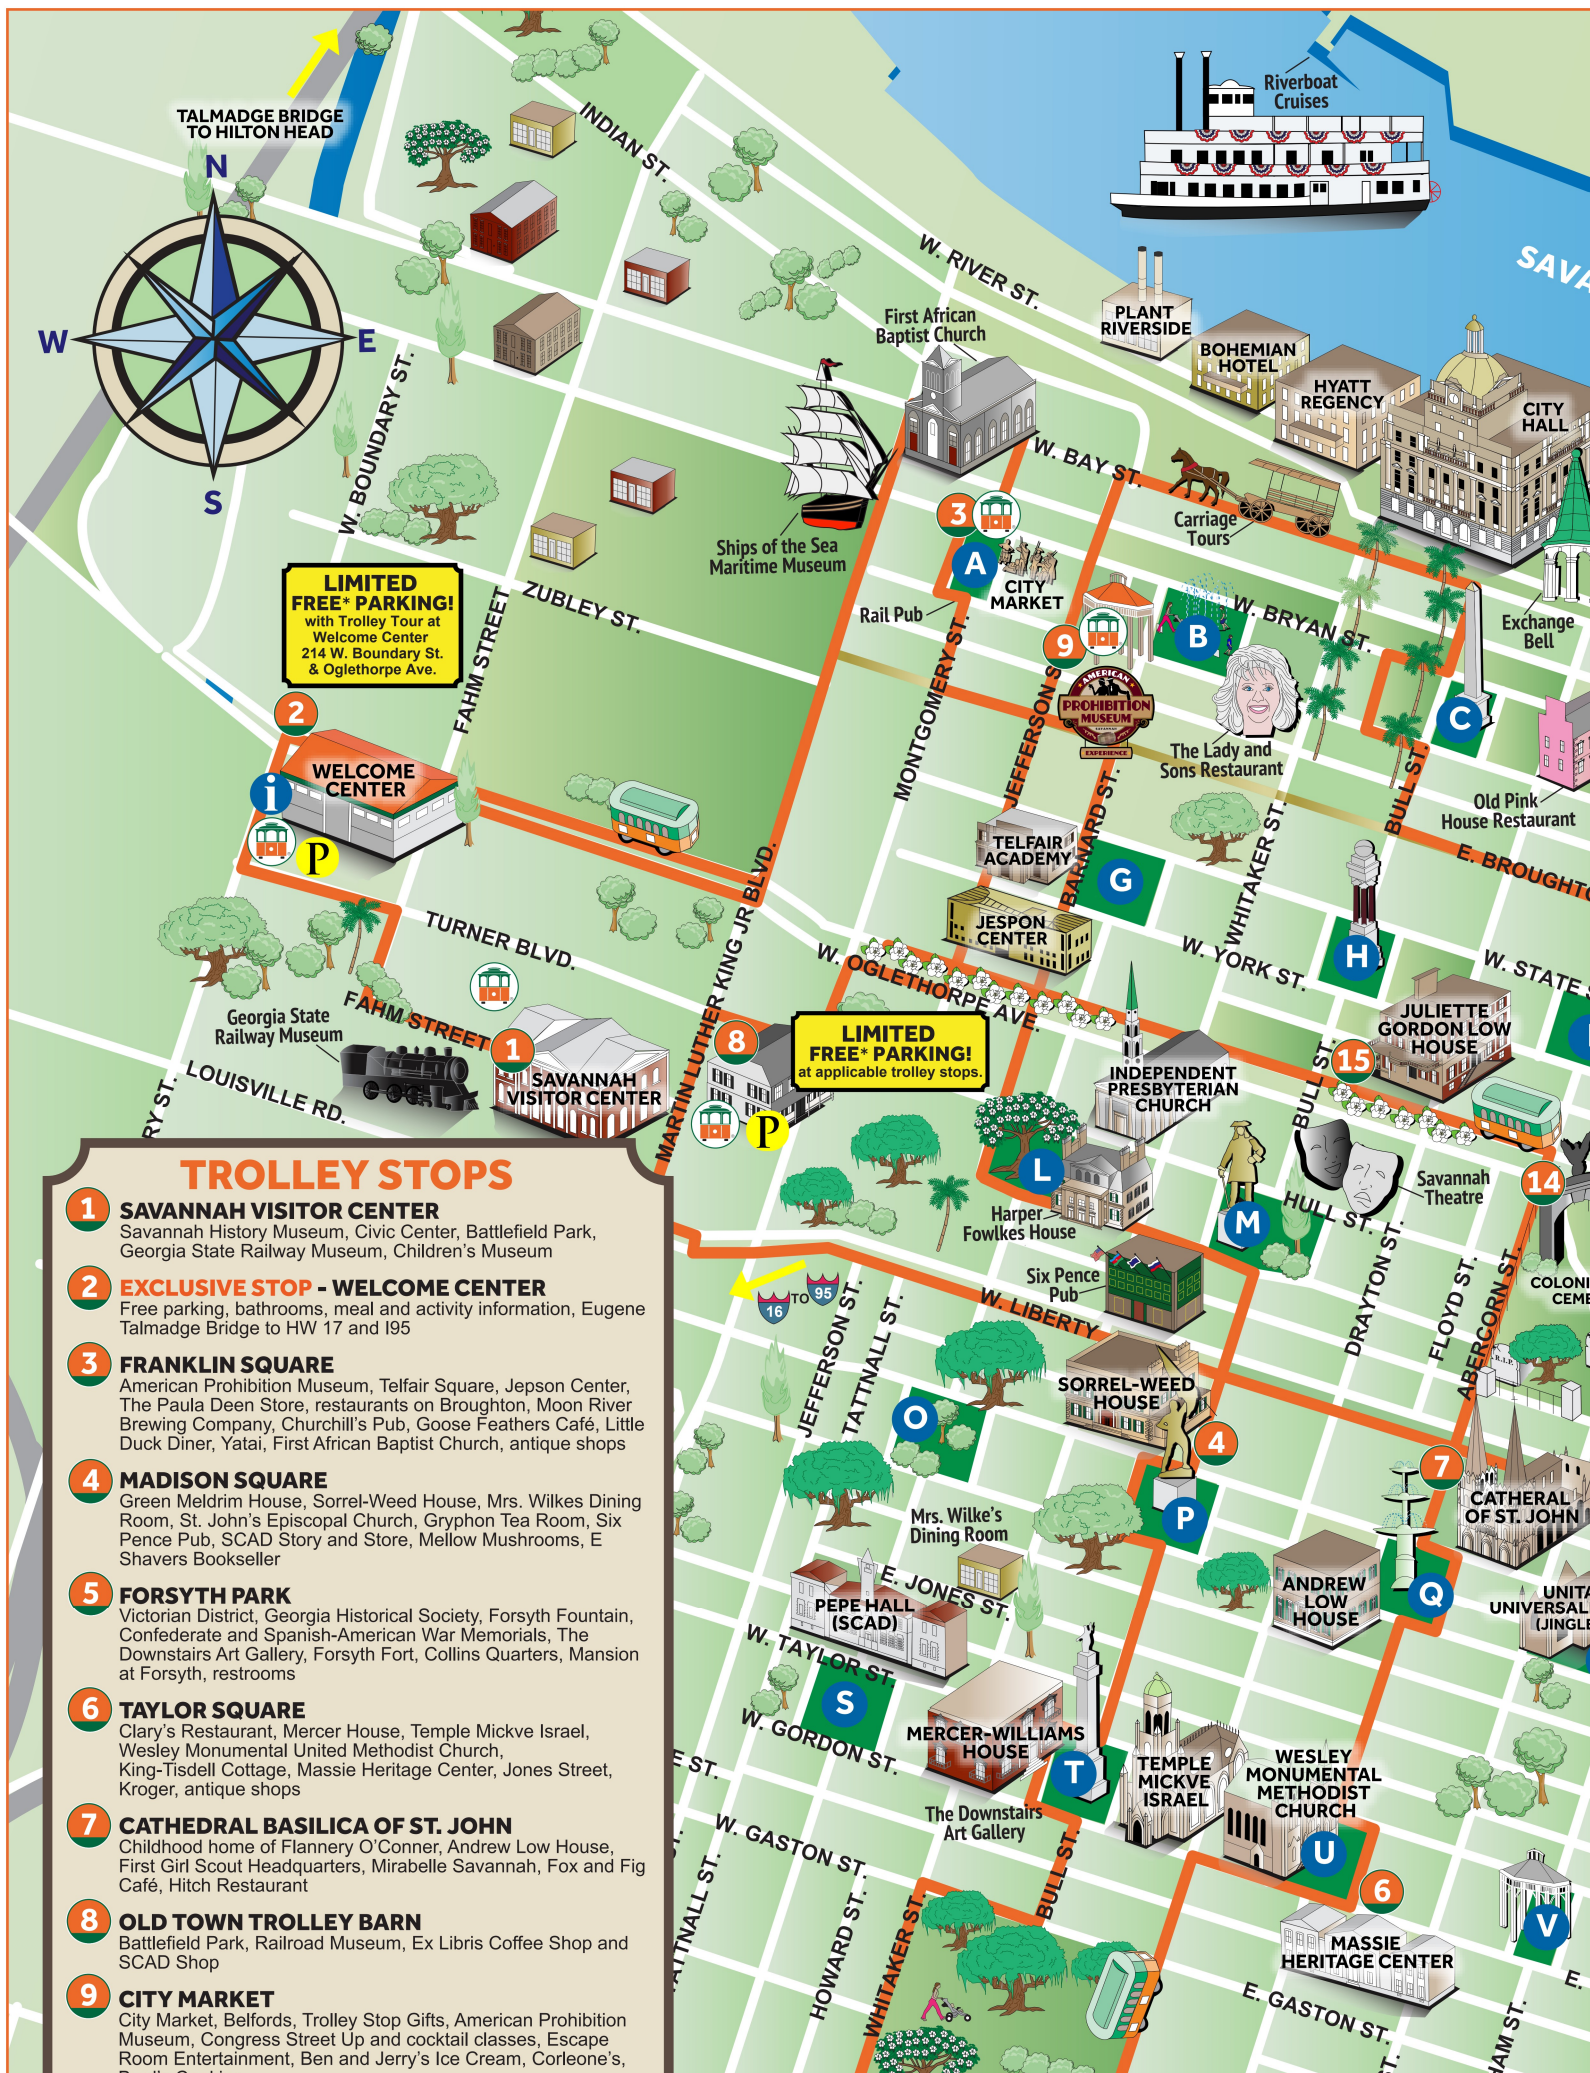 TALMADGE BRIDGE
TO HILTON HEAD
N
W
E
S
INDIAN ST.
Riverboat
Cruises
W. RIVER ST.
PLANT
RIVERSIDE
BOHEMIAN
HOTEL
HYATT
REGENCY
CITY
HALL
First African
Baptist Church
W. BOUNDARY ST.
W. BAY ST.
Carriage
Tours
Ships of the Sea
Maritime Museum
3
A
CITY
MARKET
Rail Pub
9
B
W. BRYAN ST.
Exchange
Bell
LIMITED
FREE* PARKING!
with Trolley Tour at
Welcome Center
214 W. Boundary St.
& Oglethorpe Ave.
ZUBLEY ST.
FAHM STREET
2
WELCOME
CENTER
i
P
AMERICAN
PROHIBITION
MUSEUM
SAVANNAH
EXPERIENCE
The Lady and
Sons Restaurant
C
Old Pink
House Restaurant
MONTGOMERY ST.
BARNARD ST.
WHITAKER ST.
BULL ST.
TELFAIR
ACADEMY
G
JESPON
CENTER
H
W. YORK ST.
TURNER BLVD.
W. OGLETHORPE AVE.
MARTIN LUTHER KING JR BLVD.
Georgia State
Railway Museum
FAHM STREET
LOUISVILLE RD.
1
SAVANNAH
VISITOR CENTER
8
P
LIMITED
FREE* PARKING!
at applicable trolley stops.
INDEPENDENT
PRESBYTERIAN
CHURCH
JULIETTE
GORDON LOW
HOUSE
15
BULL ST.
L
Harper
Fowlkes House
M
HULL ST.
Savannah
Theatre
14
Six Pence
Pub
16
TO
95
W. LIBERTY
JEFFERSON ST.
TATTNALL ST.
DRAYTON ST.
FLOYD ST.
ABERCORN ST.
R.I.P.
SORREL-WEED
HOUSE
4
O
P
7
CATHERAL
OF ST. JOHN
Mrs. Wilke's
Dining Room
ANDREW
LOW
HOUSE
Q
PEPE HALL
(SCAD)
E. JONES ST.
W. TAYLOR ST.
S
W. GORDON ST.
MERCER-WILLIAMS
HOUSE
T
TEMPLE
MICKVE
ISRAEL
WESLEY
MONUMENTAL
METHODIST
CHURCH
U
The Downstairs
Art Gallery
W. GASTON ST.
BULL ST.
6
MASSIE
HERITAGE CENTER
V
HOWARD ST.
WHITAKER ST.
E. GASTON ST.
TROLLEY STOPS
1 SAVANNAH VISITOR CENTER
Savannah History Museum, Civic Center, Battlefield Park,
Georgia State Railway Museum, Children's Museum
2 EXCLUSIVE STOP - WELCOME CENTER
Free parking, bathrooms, meal and activity information, Eugene
Talmadge Bridge to HW 17 and I95
3 FRANKLIN SQUARE
American Prohibition Museum, Telfair Square, Jepson Center,
The Paula Deen Store, restaurants on Broughton, Moon River
Brewing Company, Churchill's Pub, Goose Feathers Café, Little
Duck Diner, Yatai, First African Baptist Church, antique shops
4 MADISON SQUARE
Green Meldrim House, Sorrel-Weed House, Mrs. Wilkes Dining
Room, St. John's Episcopal Church, Gryphon Tea Room, Six
Pence Pub, SCAD Story and Store, Mellow Mushrooms, E
Shavers Bookseller
5 FORSYTH PARK
Victorian District, Georgia Historical Society, Forsyth Fountain,
Confederate and Spanish-American War Memorials, The
Downstairs Art Gallery, Forsyth Fort, Collins Quarters, Mansion
at Forsyth, restrooms
6 TAYLOR SQUARE
Clary's Restaurant, Mercer House, Temple Mickve Israel,
Wesley Monumental United Methodist Church,
King-Tisdell Cottage, Massie Heritage Center, Jones Street,
Kroger, antique shops
7 CATHEDRAL BASILICA OF ST. JOHN
Childhood home of Flannery O'Conner, Andrew Low House,
First Girl Scout Headquarters, Mirabelle Savannah, Fox and Fig
Café, Hitch Restaurant
8 OLD TOWN TROLLEY BARN
Battlefield Park, Railroad Museum, Ex Libris Coffee Shop and
SCAD Shop
9 CITY MARKET
City Market, Belfords, Trolley Stop Gifts, American Prohibition
Museum, Congress Street Up and cocktail classes, Escape
Room Entertainment, Ben and Jerry's Ice Cream, Corleone's,